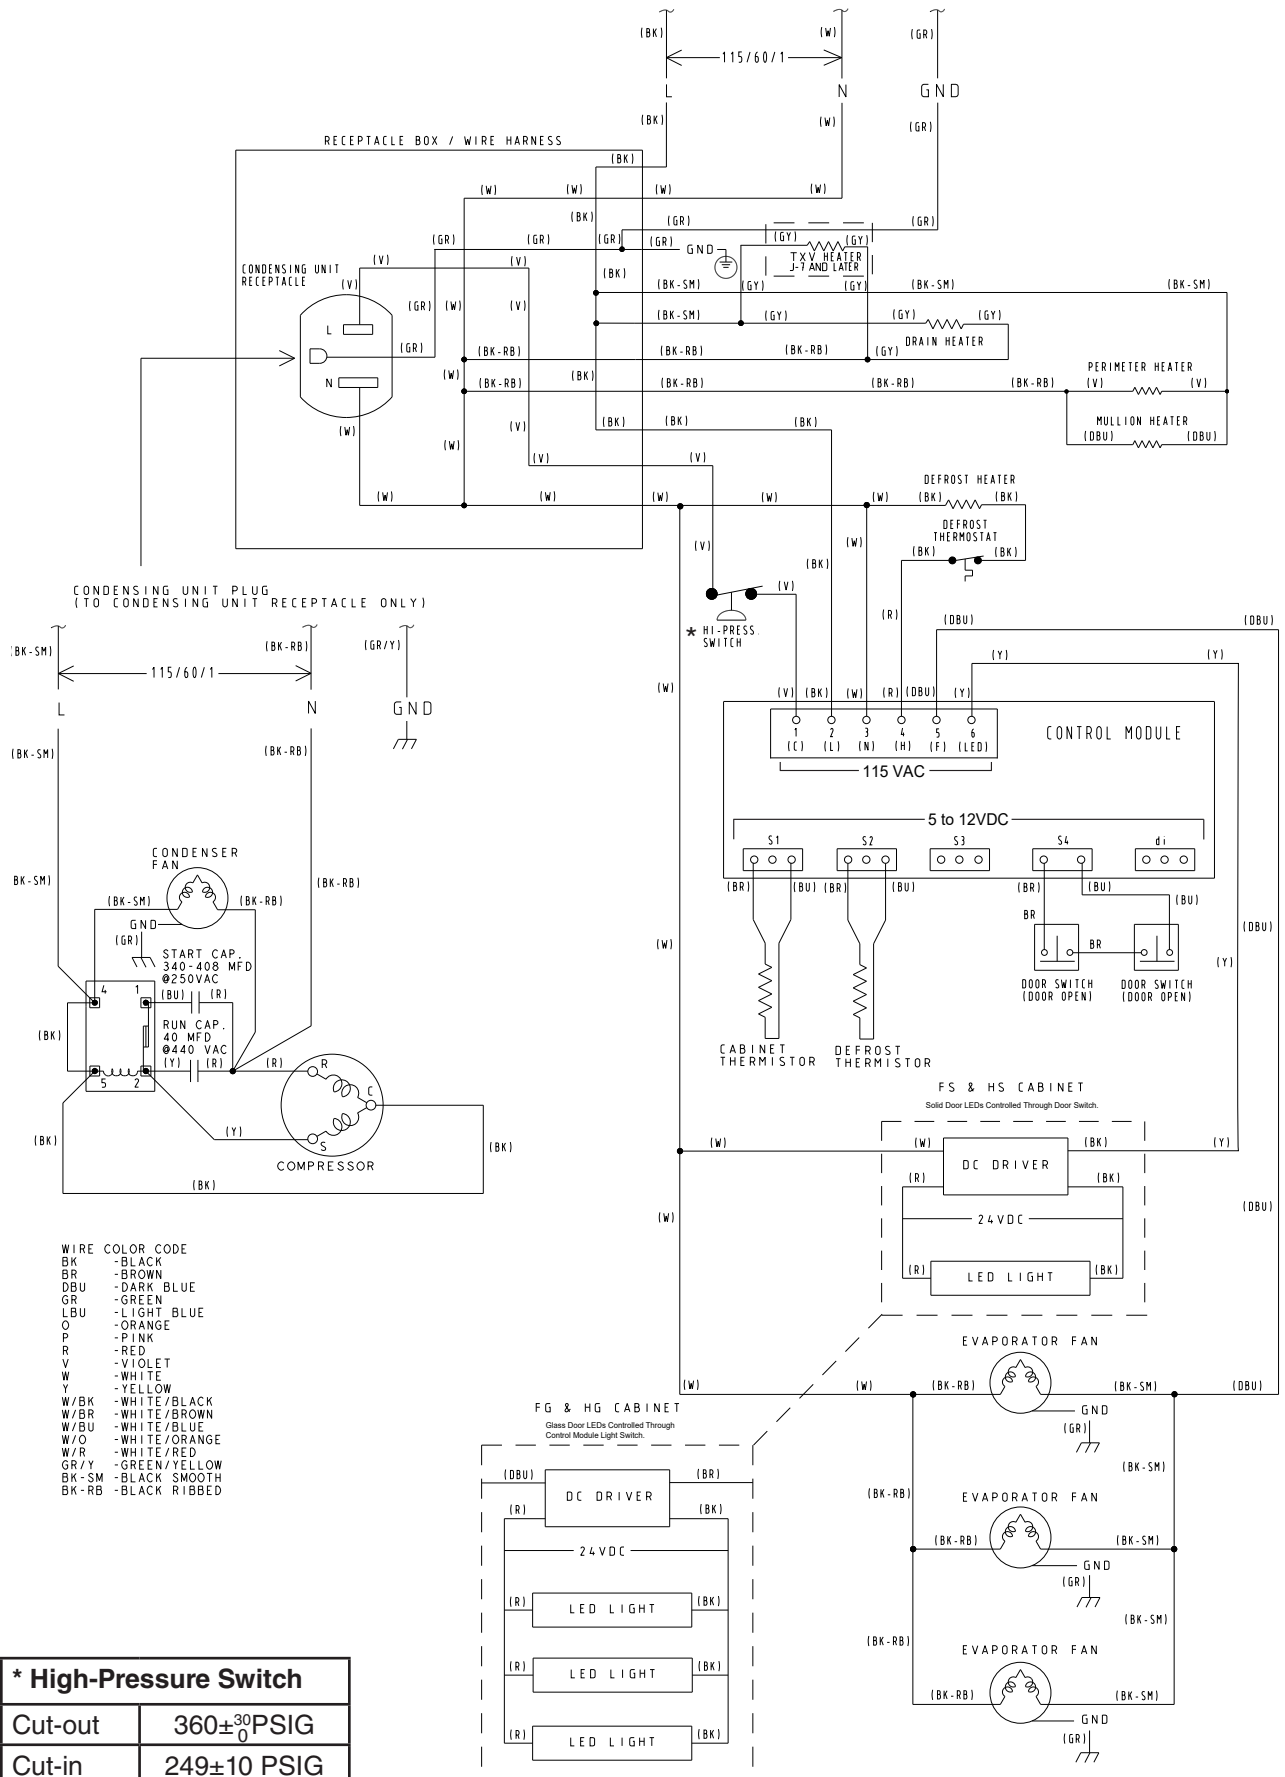 (BK)
(W)
(GR)
115/60/1
L
N
GND
(BK)
(W)
(GR)
RECEPTACLE BOX / WIRE HARNESS
(BK)
(W) (W) (W) (W)
(BK) (GR) (GR)
(GR) (GR) (GR) (GR) GND (GY) (GY)
TXV HEATER
J-7 AND LATER
CONDENSING UNIT
RECEPTACLE
(V) (V) (V) (BK)
(BK-SM) (GY) (GY) (BK-SM) (BK-SM)
(GR) (W) (V)
L
(BK-SM) (GY) (GY) (GY)
DRAIN HEATER
(GR) (BK-RB) (BK-RB) (BK-RB) (GY)
PERIMETER HEATER
N (W) (BK)
(BK-RB) (BK-RB) (BK-RB) (BK-RB) (V) (V)
MULLION HEATER
(DBU) (DBU)
(W) (W) (V) (BK) (BK) (BK)
(V) (V)
DEFROST HEATER
(W) (W) (W) (W) (W) (BK) (BK)
DEFROST
THERMOSTAT
(V) (W) (BK) (BK)
(BK)
CONDENSING UNIT PLUG
(TO CONDENSING UNIT RECEPTACLE ONLY)
(V)
* HI-PRESS.
SWITCH
(R) (DBU) (DBU)
BK-SM) (BK-RB) (GR/Y)
115/60/1
(Y) (Y)
L N GND
(W)
(V) (BK) (W) (R) (DBU) (Y)
1 2 3 4 5 6
(C) (L) (N) (H) (F) (LED)
CONTROL MODULE
115 VAC
(BK-SM) (BK-RB)
5 to 12VDC
S1 S2 S3 S4 di
(BR) (BU) (BR) (BU) (BR) (BU) (BU)
CONDENSER
FAN
BK-SM) (BK-RB)
(BK-SM) (BK-RB)
GND
(GR)
START CAP.
340-408 MFD
@250VAC
(BU) (R)
4 1
RUN CAP.
40 MFD
@440 VAC
(BK)
(Y) (R) (R)
5 2
R
C
S
(BK) (Y) (BK)
COMPRESSOR
(BK)
(W)
BR BR
(DBU)
(Y)
DOOR SWITCH
(DOOR OPEN)
DOOR SWITCH
(DOOR OPEN)
CABINET
THERMISTOR
DEFROST
THERMISTOR
FS & HS CABINET
Solid Door LEDs Controlled Through Door Switch.
(W) (W) (BK) (Y)
DC DRIVER
(R) (BK)
24VDC
(W) (DBU)
(R) LED LIGHT (BK)
WIRE COLOR CODE
BK -BLACK
BR -BROWN
DBU -DARK BLUE
GR -GREEN
LBU -LIGHT BLUE
O -ORANGE
P -PINK
R -RED
V -VIOLET
W -WHITE
Y -YELLOW
W/BK -WHITE/BLACK
W/BR -WHITE/BROWN
W/BU -WHITE/BLUE
W/O -WHITE/ORANGE
W/R -WHITE/RED
GR/Y -GREEN/YELLOW
BK-SM -BLACK SMOOTH
BK-RB -BLACK RIBBED
EVAPORATOR FAN
(W) (W) (BK-RB) (BK-SM) (DBU)
GND
(GR)
(BK-SM)
(BK-RB)
EVAPORATOR FAN
(BK-RB) (BK-SM)
GND
(GR)
(BK-SM)
(BK-RB)
EVAPORATOR FAN
(BK-RB) (BK-SM)
GND
(GR)
FG & HG CABINET
Glass Door LEDs Controlled Through
Control Module Light Switch.
(DBU) (BR)
DC DRIVER
(R) (BK)
24VDC
(R) LED LIGHT (BK)
(R) LED LIGHT (BK)
(R) LED LIGHT (BK)
* High-Pressure Switch
Cut-out 360±30 0PSIG
Cut-in 249±10 PSIG